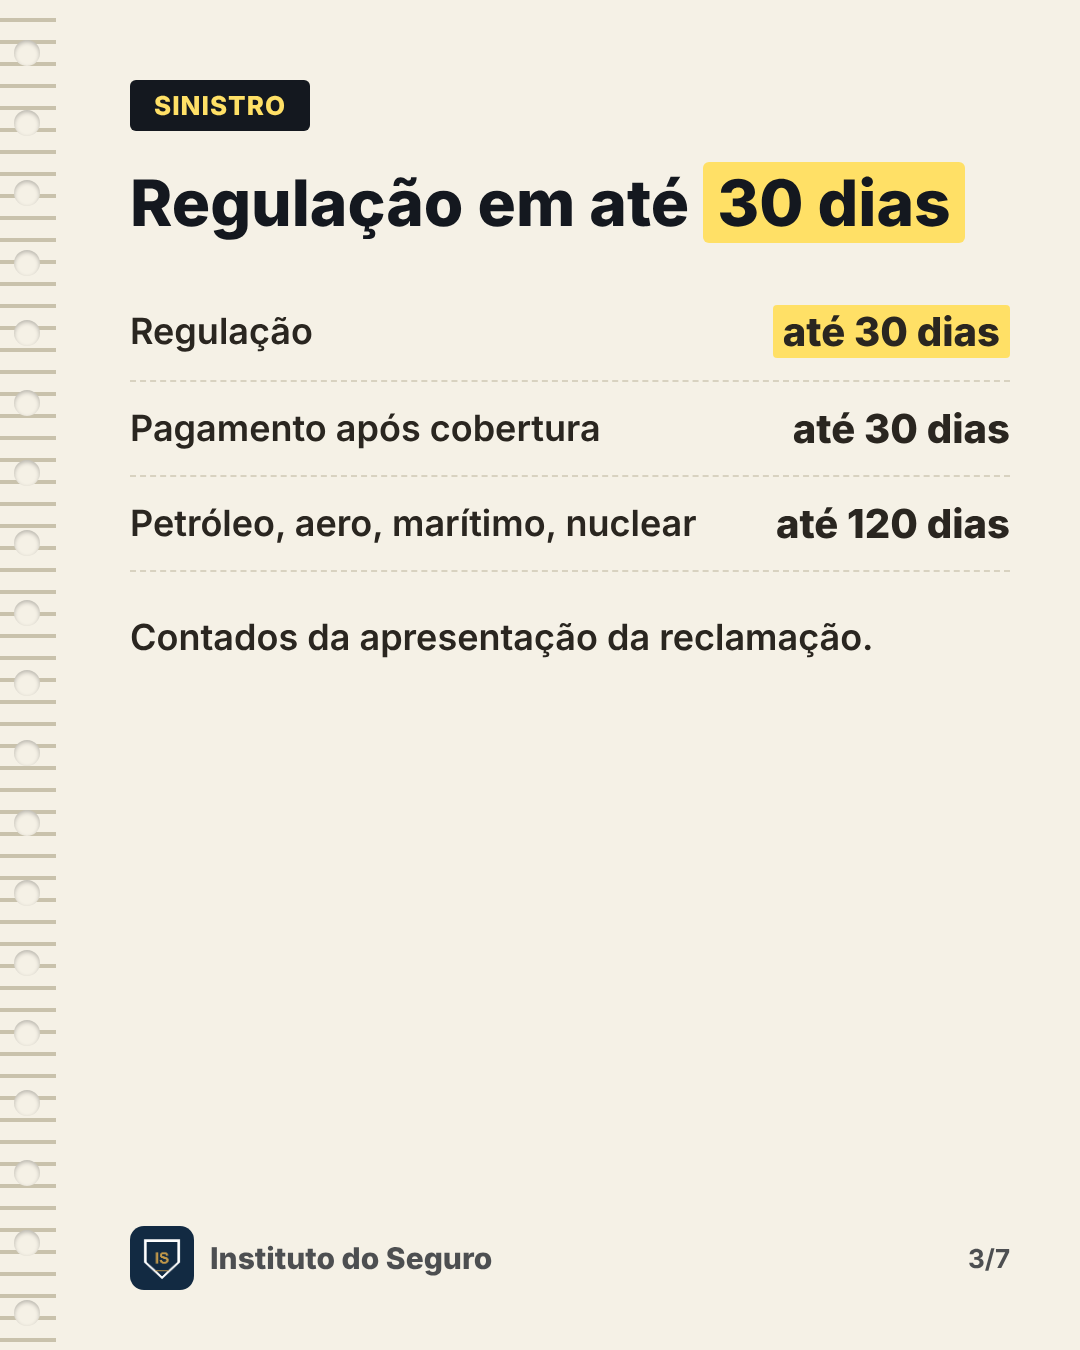 SINISTRO
Regulação em até 30 dias
Regulação até 30 dias
Pagamento após cobertura até 30 dias
Petróleo, aero, marítimo, nuclear até 120 dias
Contados da apresentação da reclamação.
IS
Instituto do Seguro
3/7